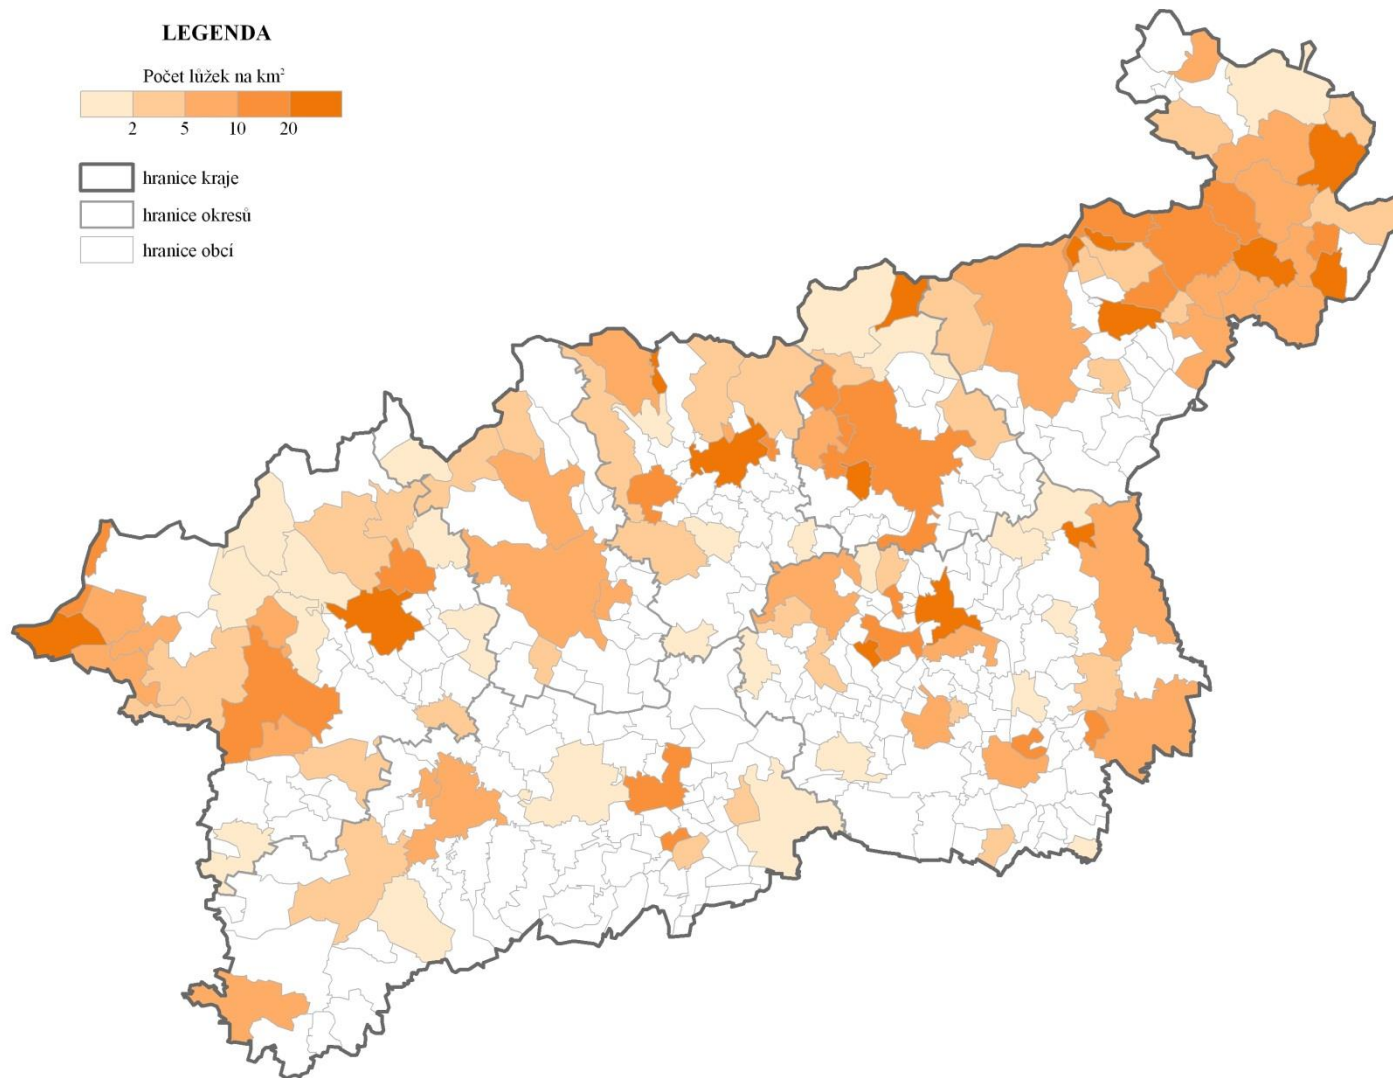 LEGENDA
Počet lůžek na km²
2 5 10 20
hranice kraje
hranice okresů
hranice obcí